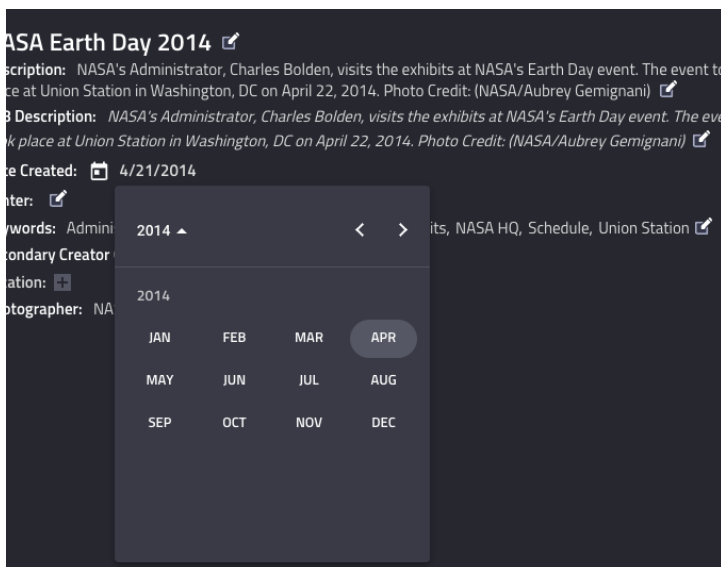 ASA Earth Day 2014
scription: NASA's Administrator, Charles Bolden, visits the exhibits at NASA's Earth Day event. The event to
ce at Union Station in Washington, DC on April 22, 2014. Photo Credit: (NASA/Aubrey Gemignani)
8 Description: NASA's Administrator, Charles Bolden, visits the exhibits at NASA's Earth Day event. The eve
ok place at Union Station in Washington, DC on April 22, 2014. Photo Credit: (NASA/Aubrey Gemignani)
te Created: 4/21/2014
nter:
ywords: Admini its, NASA HQ, Schedule, Union Station
condary Creator
cation:
otographer: NA
2014
2014
JAN FEB MAR APR
MAY JUN JUL AUG
SEP OCT NOV DEC